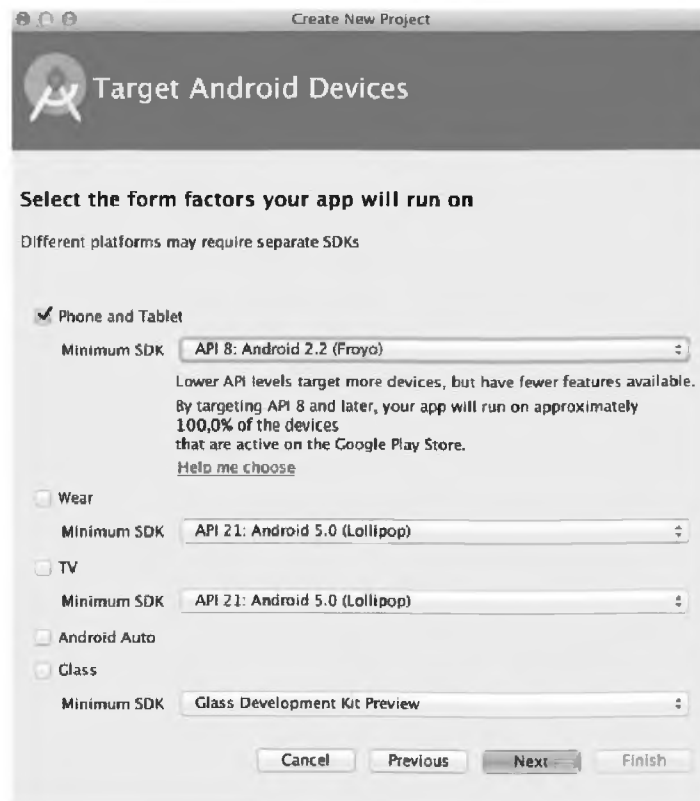 Create New Project
Target Android Devices
Select the form factors your app will run on
Different platforms may require separate SDKs
Phone and Tablet
Minimum SDK API 8: Android 2.2 (Froyo)
Lower API levels target more devices, but have fewer features available.
By targeting API 8 and later, your app will run on approximately
100,0% of the devices
that are active on the Google Play Store.
Help me choose
Wear
Minimum SDK API 21: Android 5.0 (Lollipop)
TV
Minimum SDK API 21: Android 5.0 (Lollipop)
Android Auto
Glass
Minimum SDK Glass Development Kit Preview
Cancel Previous Next Finish